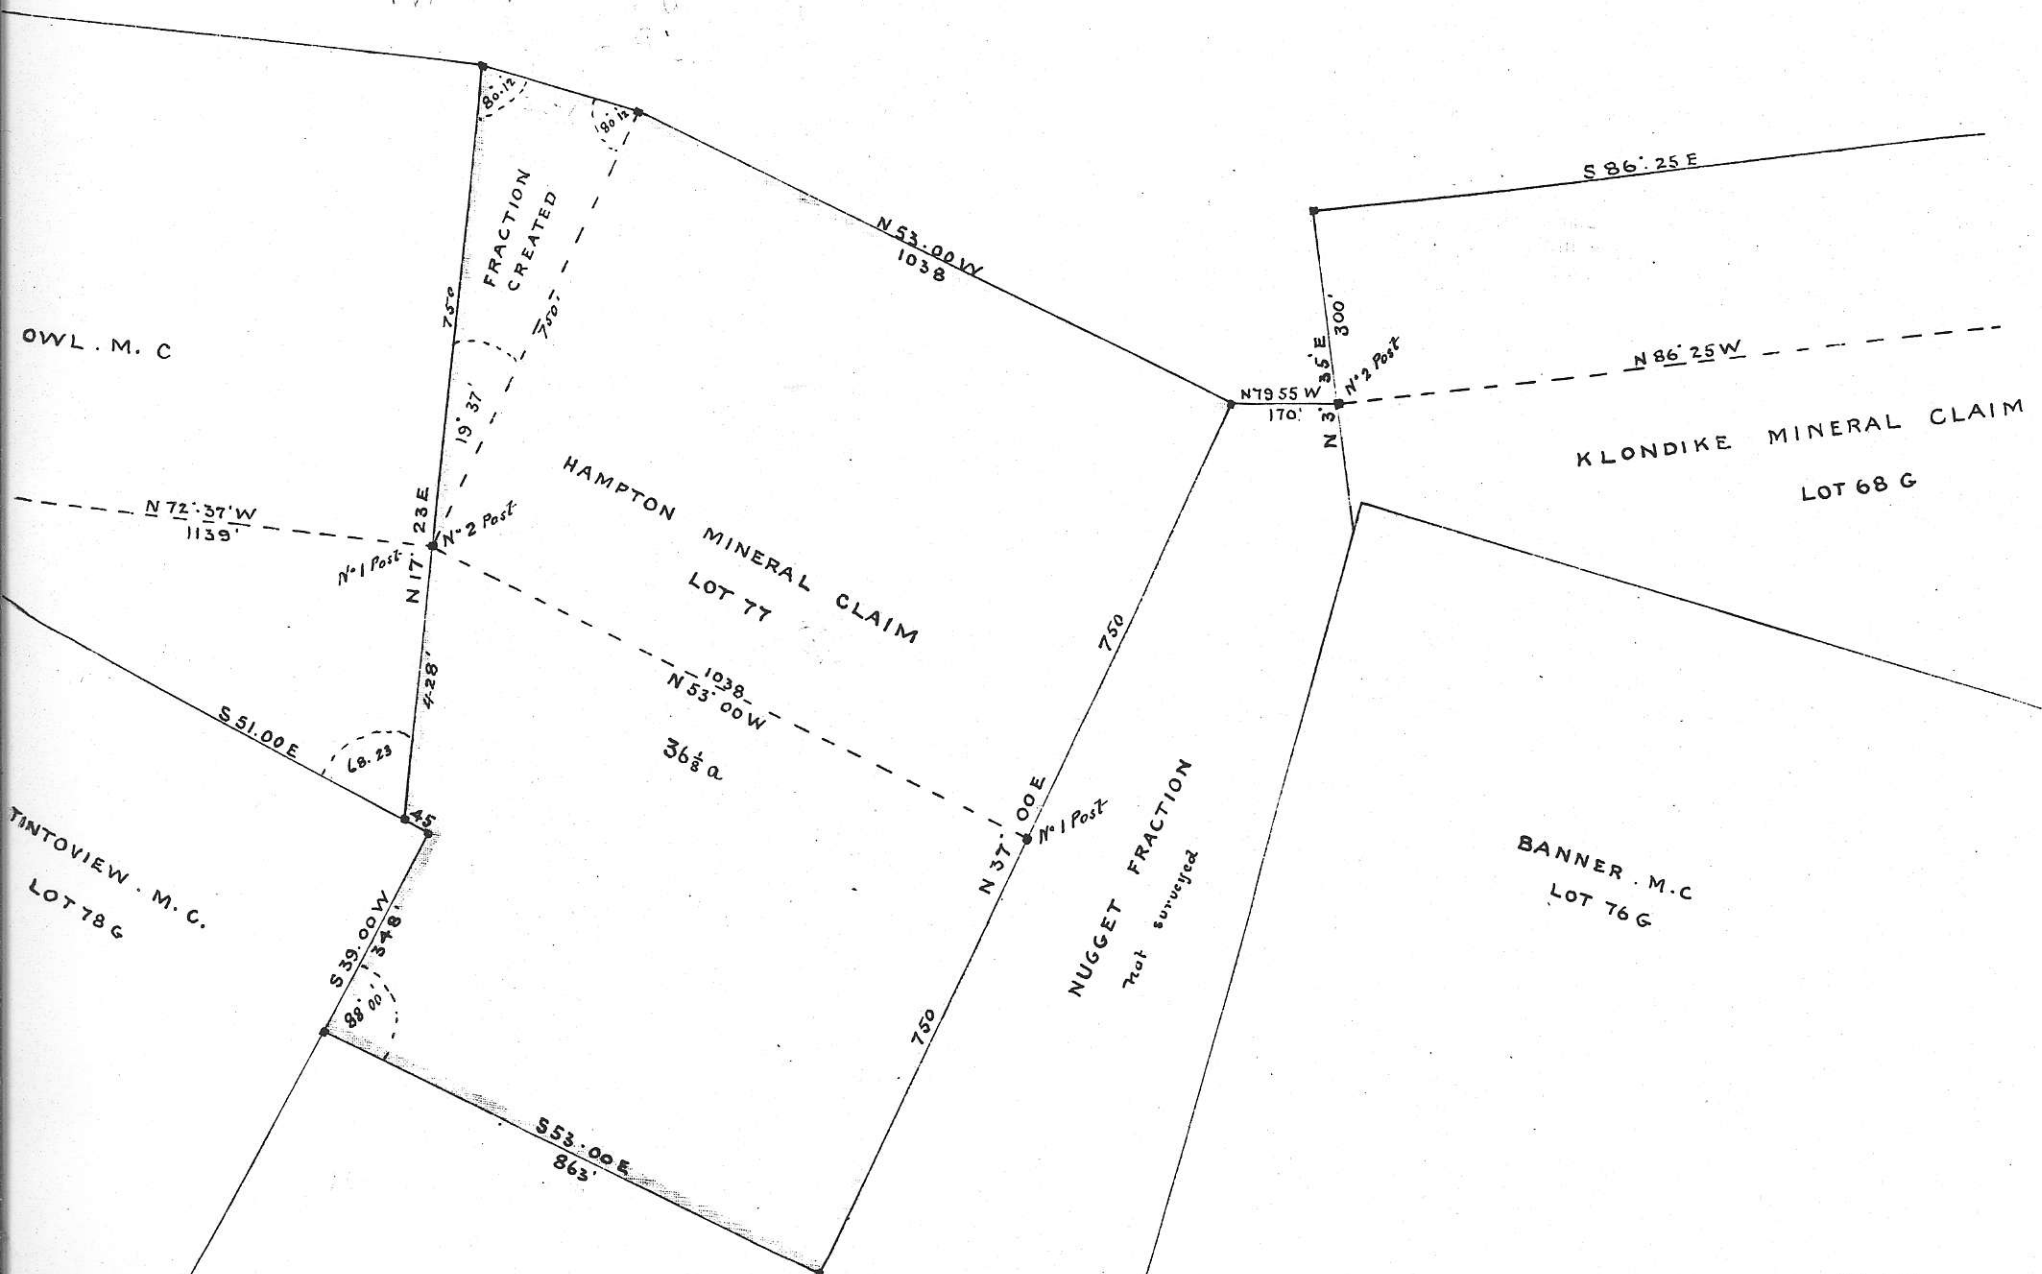 80.12
80 12
FRACTION
CREATED
750
750'
19° 37'
OWL . M. C
N 72°.37'W
1139'
No 1 Post
No 2 Post
N 17° 23 E
428'
S 51.00 E
68.23
45
TINTOVIEW . M. C.
LOT 78 G
S 39.00 W
348'
88° 00'
S 53.00 E
863'
N 53.00 W
1038
HAMPTON MINERAL CLAIM
LOT 77
1038
N 53° 00 W
36 1/8 a
750
N 37° 00 E
No 1 Post
750
N 79 55 W
170'
S 86°. 25 E
300'
N 3° 35' E
No 2 Post
N 86° 25 W
KLONDIKE MINERAL CLAIM
LOT 68 G
NUGGET FRACTION
not surveyed
BANNER . M.C
LOT 76 G